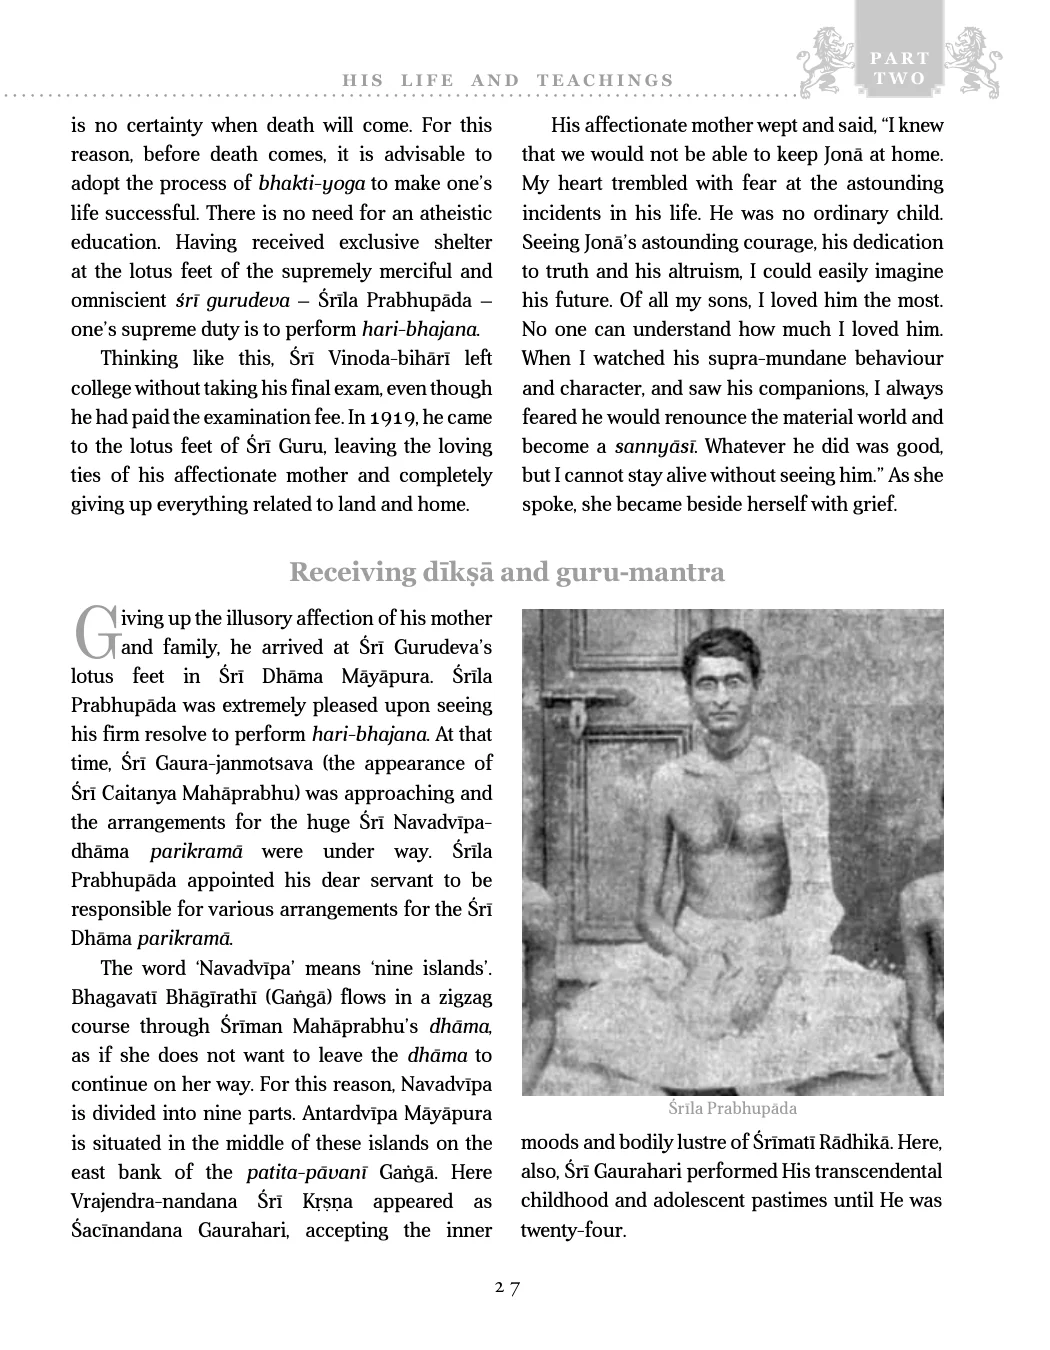 PART
TWO
HIS LIFE AND TEACHINGS
is no certainty when death will come. For this
reason, before death comes, it is advisable to
adopt the process of bhakti-yoga to make one’s
life successful. There is no need for an atheistic
education. Having received exclusive shelter
at the lotus feet of the supremely merciful and
omniscient śrī gurudeva – Śrīla Prabhupāda –
one’s supreme duty is to perform hari-bhajana.
Thinking like this, Śrī Vinoda-bihārī left
college without taking his final exam, even though
he had paid the examination fee. In 1919, he came
to the lotus feet of Śrī Guru, leaving the loving
ties of his affectionate mother and completely
giving up everything related to land and home.
His affectionate mother wept and said, “I knew
that we would not be able to keep Jonā at home.
My heart trembled with fear at the astounding
incidents in his life. He was no ordinary child.
Seeing Jonā’s astounding courage, his dedication
to truth and his altruism, I could easily imagine
his future. Of all my sons, I loved him the most.
No one can understand how much I loved him.
When I watched his supra-mundane behaviour
and character, and saw his companions, I always
feared he would renounce the material world and
become a sannyāsī. Whatever he did was good,
but I cannot stay alive without seeing him.” As she
spoke, she became beside herself with grief.
Receiving dīkṣā and guru-mantra
Giving up the illusory affection of his mother
and family, he arrived at Śrī Gurudeva’s
lotus feet in Śrī Dhāma Māyāpura. Śrīla
Prabhupāda was extremely pleased upon seeing
his firm resolve to perform hari-bhajana. At that
time, Śrī Gaura-janmotsava (the appearance of
Śrī Caitanya Mahāprabhu) was approaching and
the arrangements for the huge Śrī Navadvīpa-
dhāma parikramā were under way. Śrīla
Prabhupāda appointed his dear servant to be
responsible for various arrangements for the Śrī
Dhāma parikramā.
The word ‘Navadvīpa’ means ‘nine islands’.
Bhagavatī Bhāgīrathī (Gaṅgā) flows in a zigzag
course through Śrīman Mahāprabhu’s dhāma,
as if she does not want to leave the dhāma to
continue on her way. For this reason, Navadvīpa
is divided into nine parts. Antardvīpa Māyāpura
is situated in the middle of these islands on the
east bank of the patita-pāvanī Gaṅgā. Here
Vrajendra-nandana Śrī Kṛṣṇa appeared as
Śacīnandana Gaurahari, accepting the inner
Śrīla Prabhupāda
moods and bodily lustre of Śrīmatī Rādhikā. Here,
also, Śrī Gaurahari performed His transcendental
childhood and adolescent pastimes until He was
twenty-four.
27